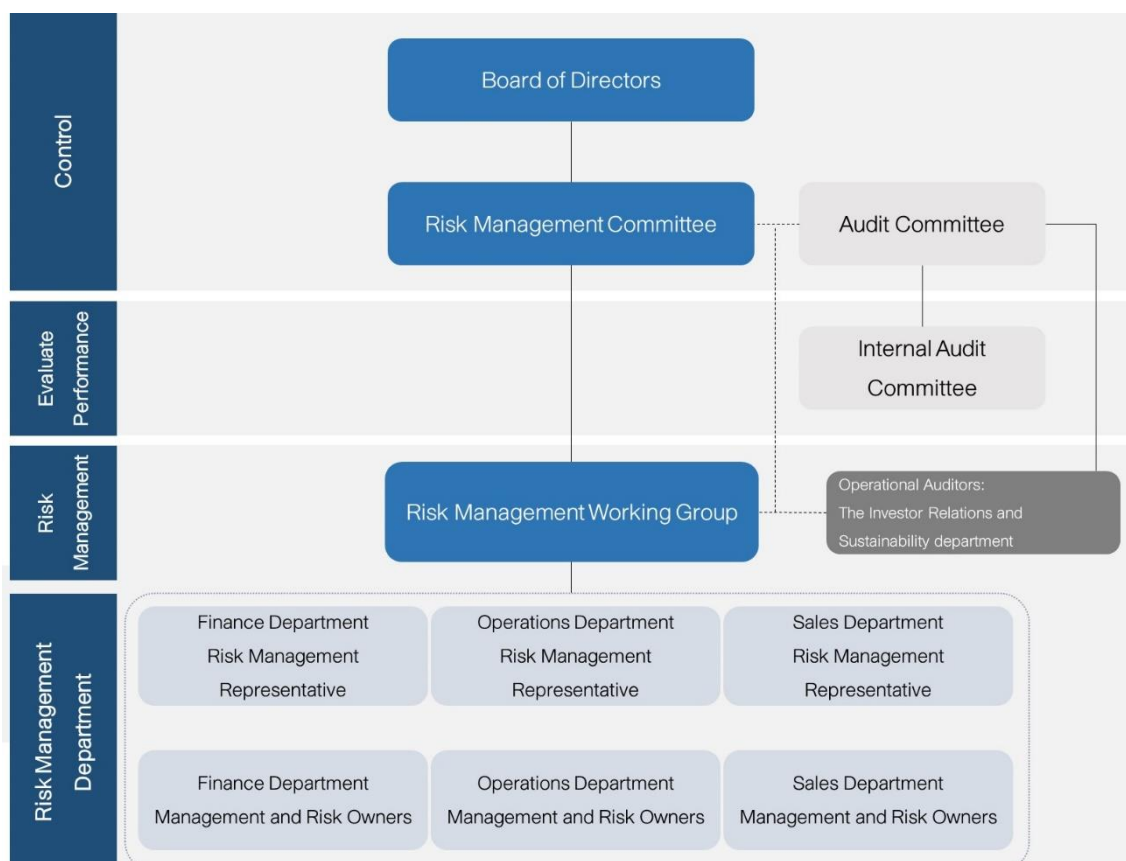 Control
Board of Directors
Risk Management Committee
Audit Committee
Evaluate
Performance
Internal Audit
Committee
Risk
Management
Risk Management Working Group
Operational Auditors:
The Investor Relations and
Sustainability department
Risk Management
Department
Finance Department
Risk Management
Representative
Operations Department
Risk Management
Representative
Sales Department
Risk Management
Representative
Finance Department
Management and Risk Owners
Operations Department
Management and Risk Owners
Sales Department
Management and Risk Owners